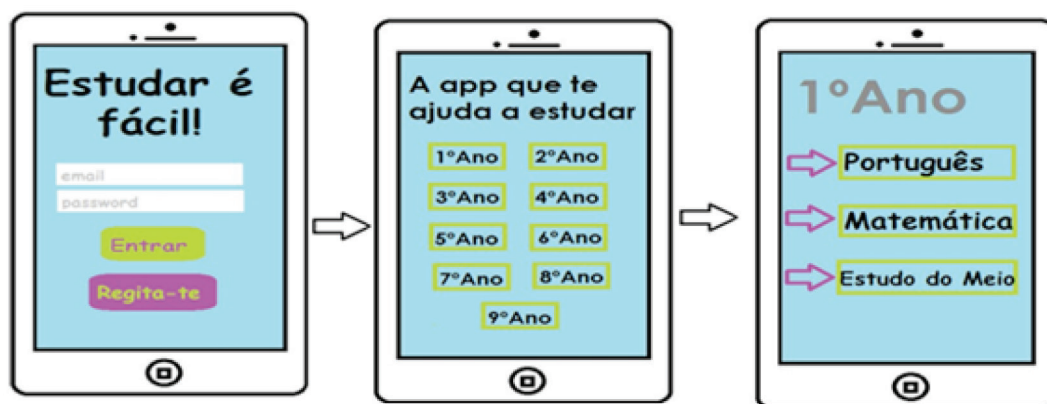 Estudar é
fácil!
email
password
Entrar
Regita-te
A app que te
ajuda a estudar
1ºAno 2ºAno
3ºAno 4ºAno
5ºAno 6ºAno
7ºAno 8ºAno
9ºAno
1ºAno
Português
Matemática
Estudo do Meio